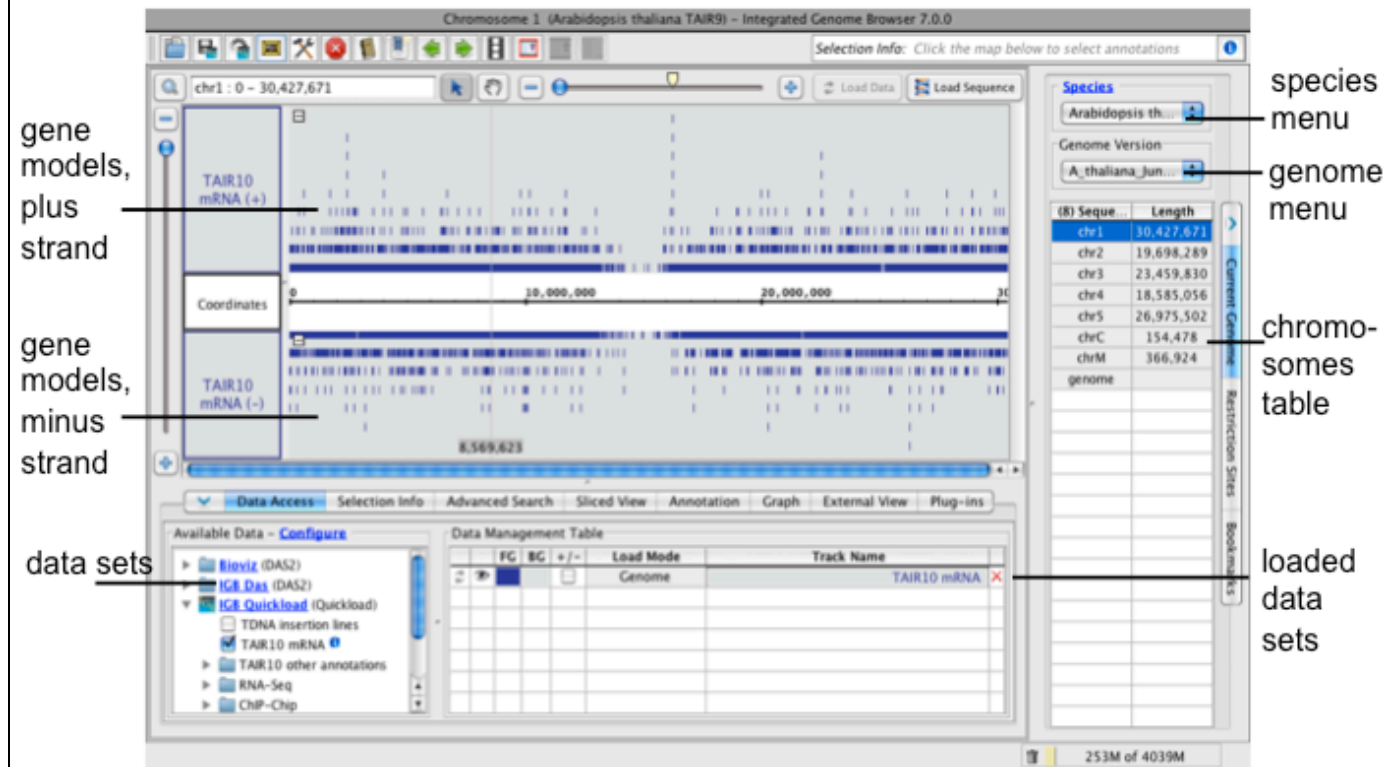 Chromosome 1 (Arabidopsis thaliana TAIR9) – Integrated Genome Browser 7.0.0
Selection Info: Click the map below to select annotations
chr1 : 0 – 30,427,671
Load Data
Load Sequence
gene
models,
plus
strand
TAIR10
mRNA (+)
Coordinates
0
10,000,000
20,000,000
30
gene
models,
minus
strand
TAIR10
mRNA (–)
8,569,623
Species
Arabidopsis th...
Genome Version
A_thaliana_Jun...
(8) Seque... Length
chr1 30,427,671
chr2 19,698,289
chr3 23,459,830
chr4 18,585,056
chr5 26,975,502
chrC 154,478
chrM 366,924
genome
Current Genome
Restriction Sites
Bookmarks
species
menu
genome
menu
chromo-
somes
table
Data Access Selection Info Advanced Search Sliced View Annotation Graph External View Plug-ins
data sets
Available Data – Configure
Bioviz (DAS2)
IGB Das (DAS2)
IGB Quickload (Quickload)
TDNA insertion lines
TAIR10 mRNA
TAIR10 other annotations
RNA-Seq
ChIP-Chip
Data Management Table
FG BG +/- Load Mode Track Name
Genome TAIR10 mRNA
loaded
data
sets
253M of 4039M